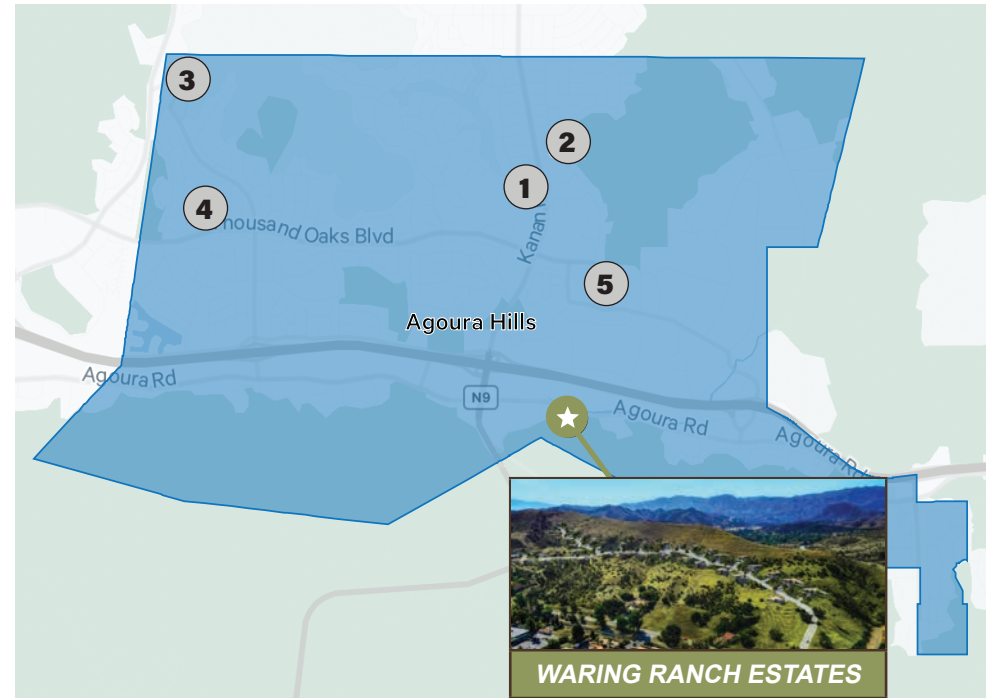 3
2
1
4
housand Oaks Blvd
Kanan
5
Agoura Hills
Agoura Rd
N9
Agoura Rd
Agoura Rd
WARING RANCH ESTATES